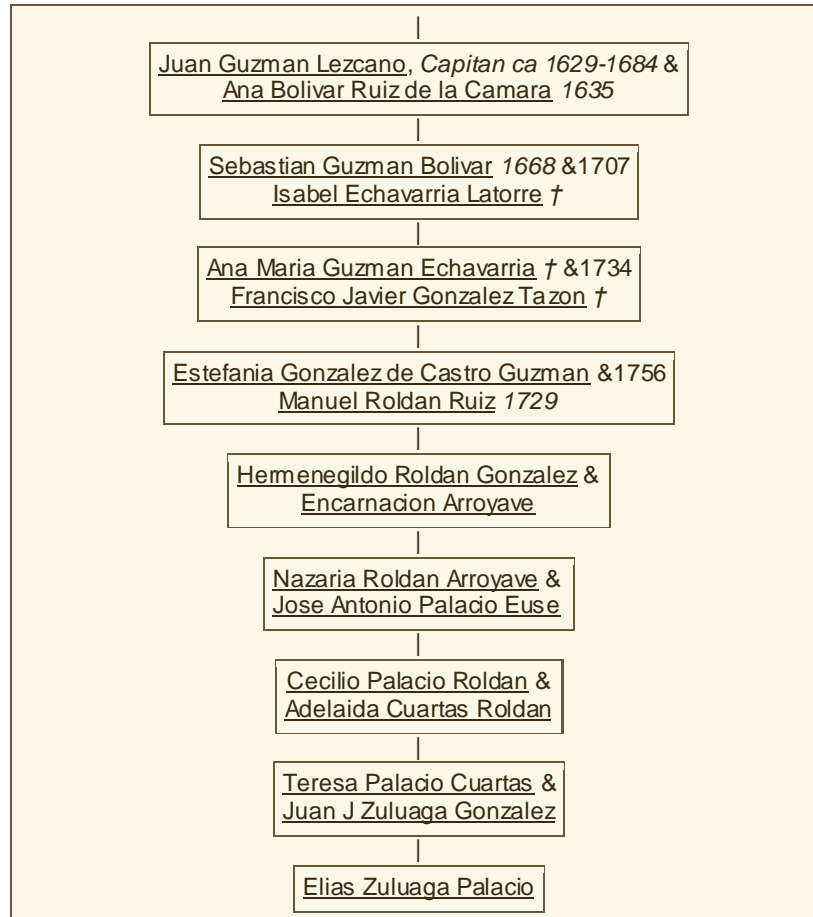 Juan Guzman Lezcano, Capitan ca 1629-1684 &
Ana Bolivar Ruiz de la Camara 1635
Sebastian Guzman Bolivar 1668 &1707
Isabel Echavarria Latorre †
Ana Maria Guzman Echavarria † &1734
Francisco Javier Gonzalez Tazon †
Estefania Gonzalez de Castro Guzman &1756
Manuel Roldan Ruiz 1729
Hermenegildo Roldan Gonzalez &
Encarnacion Arroyave
Nazaria Roldan Arroyave &
Jose Antonio Palacio Euse
Cecilio Palacio Roldan &
Adelaida Cuartas Roldan
Teresa Palacio Cuartas &
Juan J Zuluaga Gonzalez
Elias Zuluaga Palacio